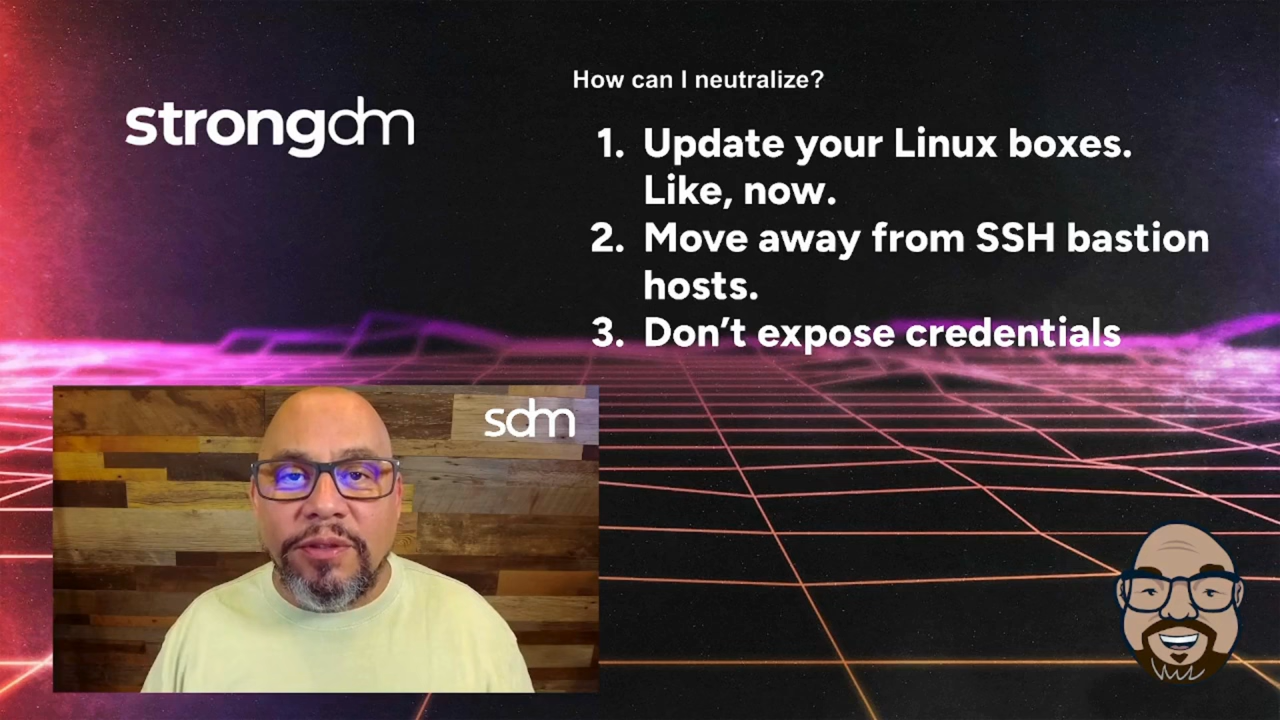 strongdm
How can I neutralize?
1. Update your Linux boxes.
Like, now.
2. Move away from SSH bastion
hosts.
3. Don’t expose credentials
sdm